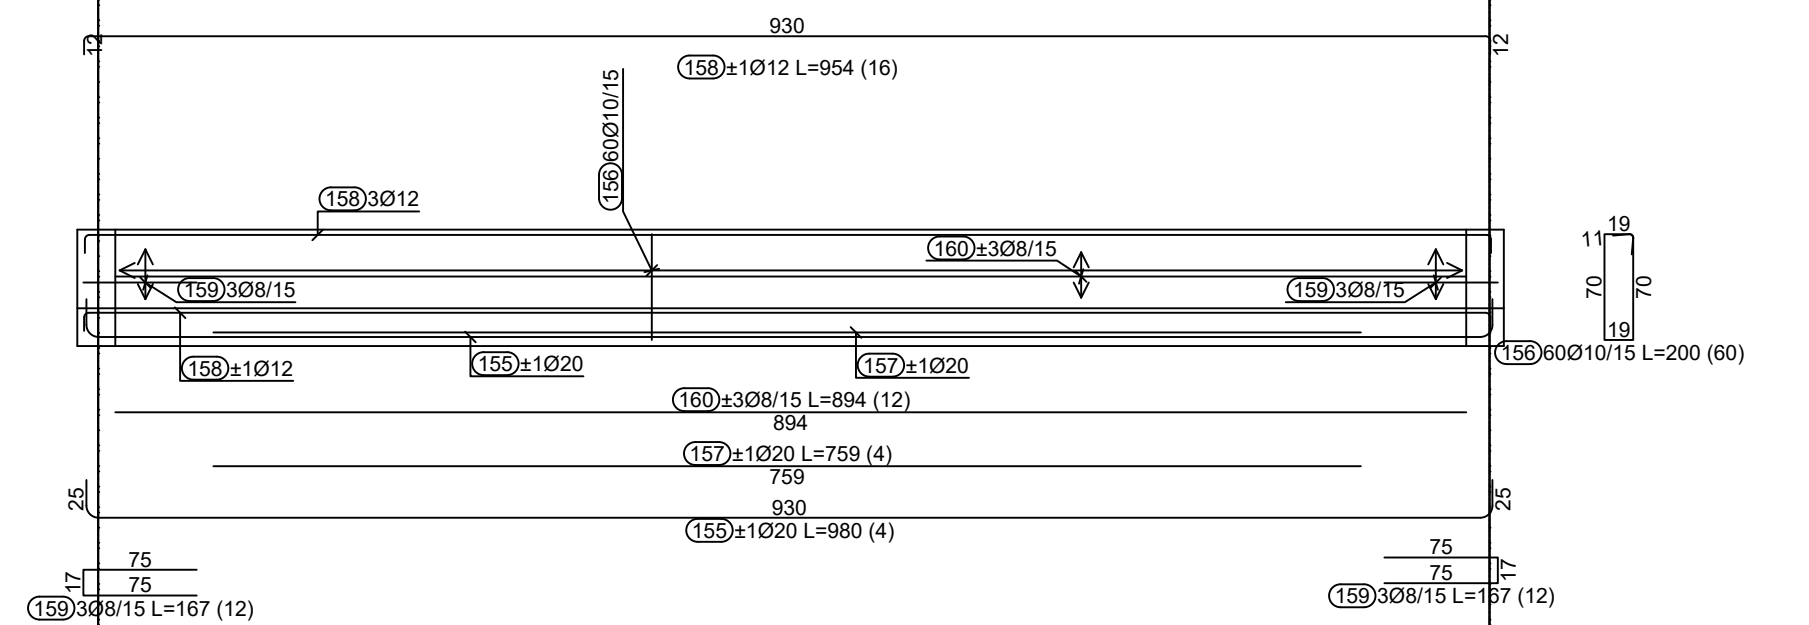 930
12
12
158 ±1Ø12 L=954 (16)
156 60Ø10/15
158 3Ø12
160 ±3Ø8/15
159 3Ø8/15
159 3Ø8/15
19
11
70
70
19
156 60Ø10/15 L=200 (60)
158 ±1Ø12
155 ±1Ø20
157 ±1Ø20
160 ±3Ø8/15 L=894 (12)
894
157 ±1Ø20 L=759 (4)
759
25
930
25
155 ±1Ø20 L=980 (4)
75
17
75
159 3Ø8/15 L=167 (12)
75
17
75
159 3Ø8/15 L=167 (12)